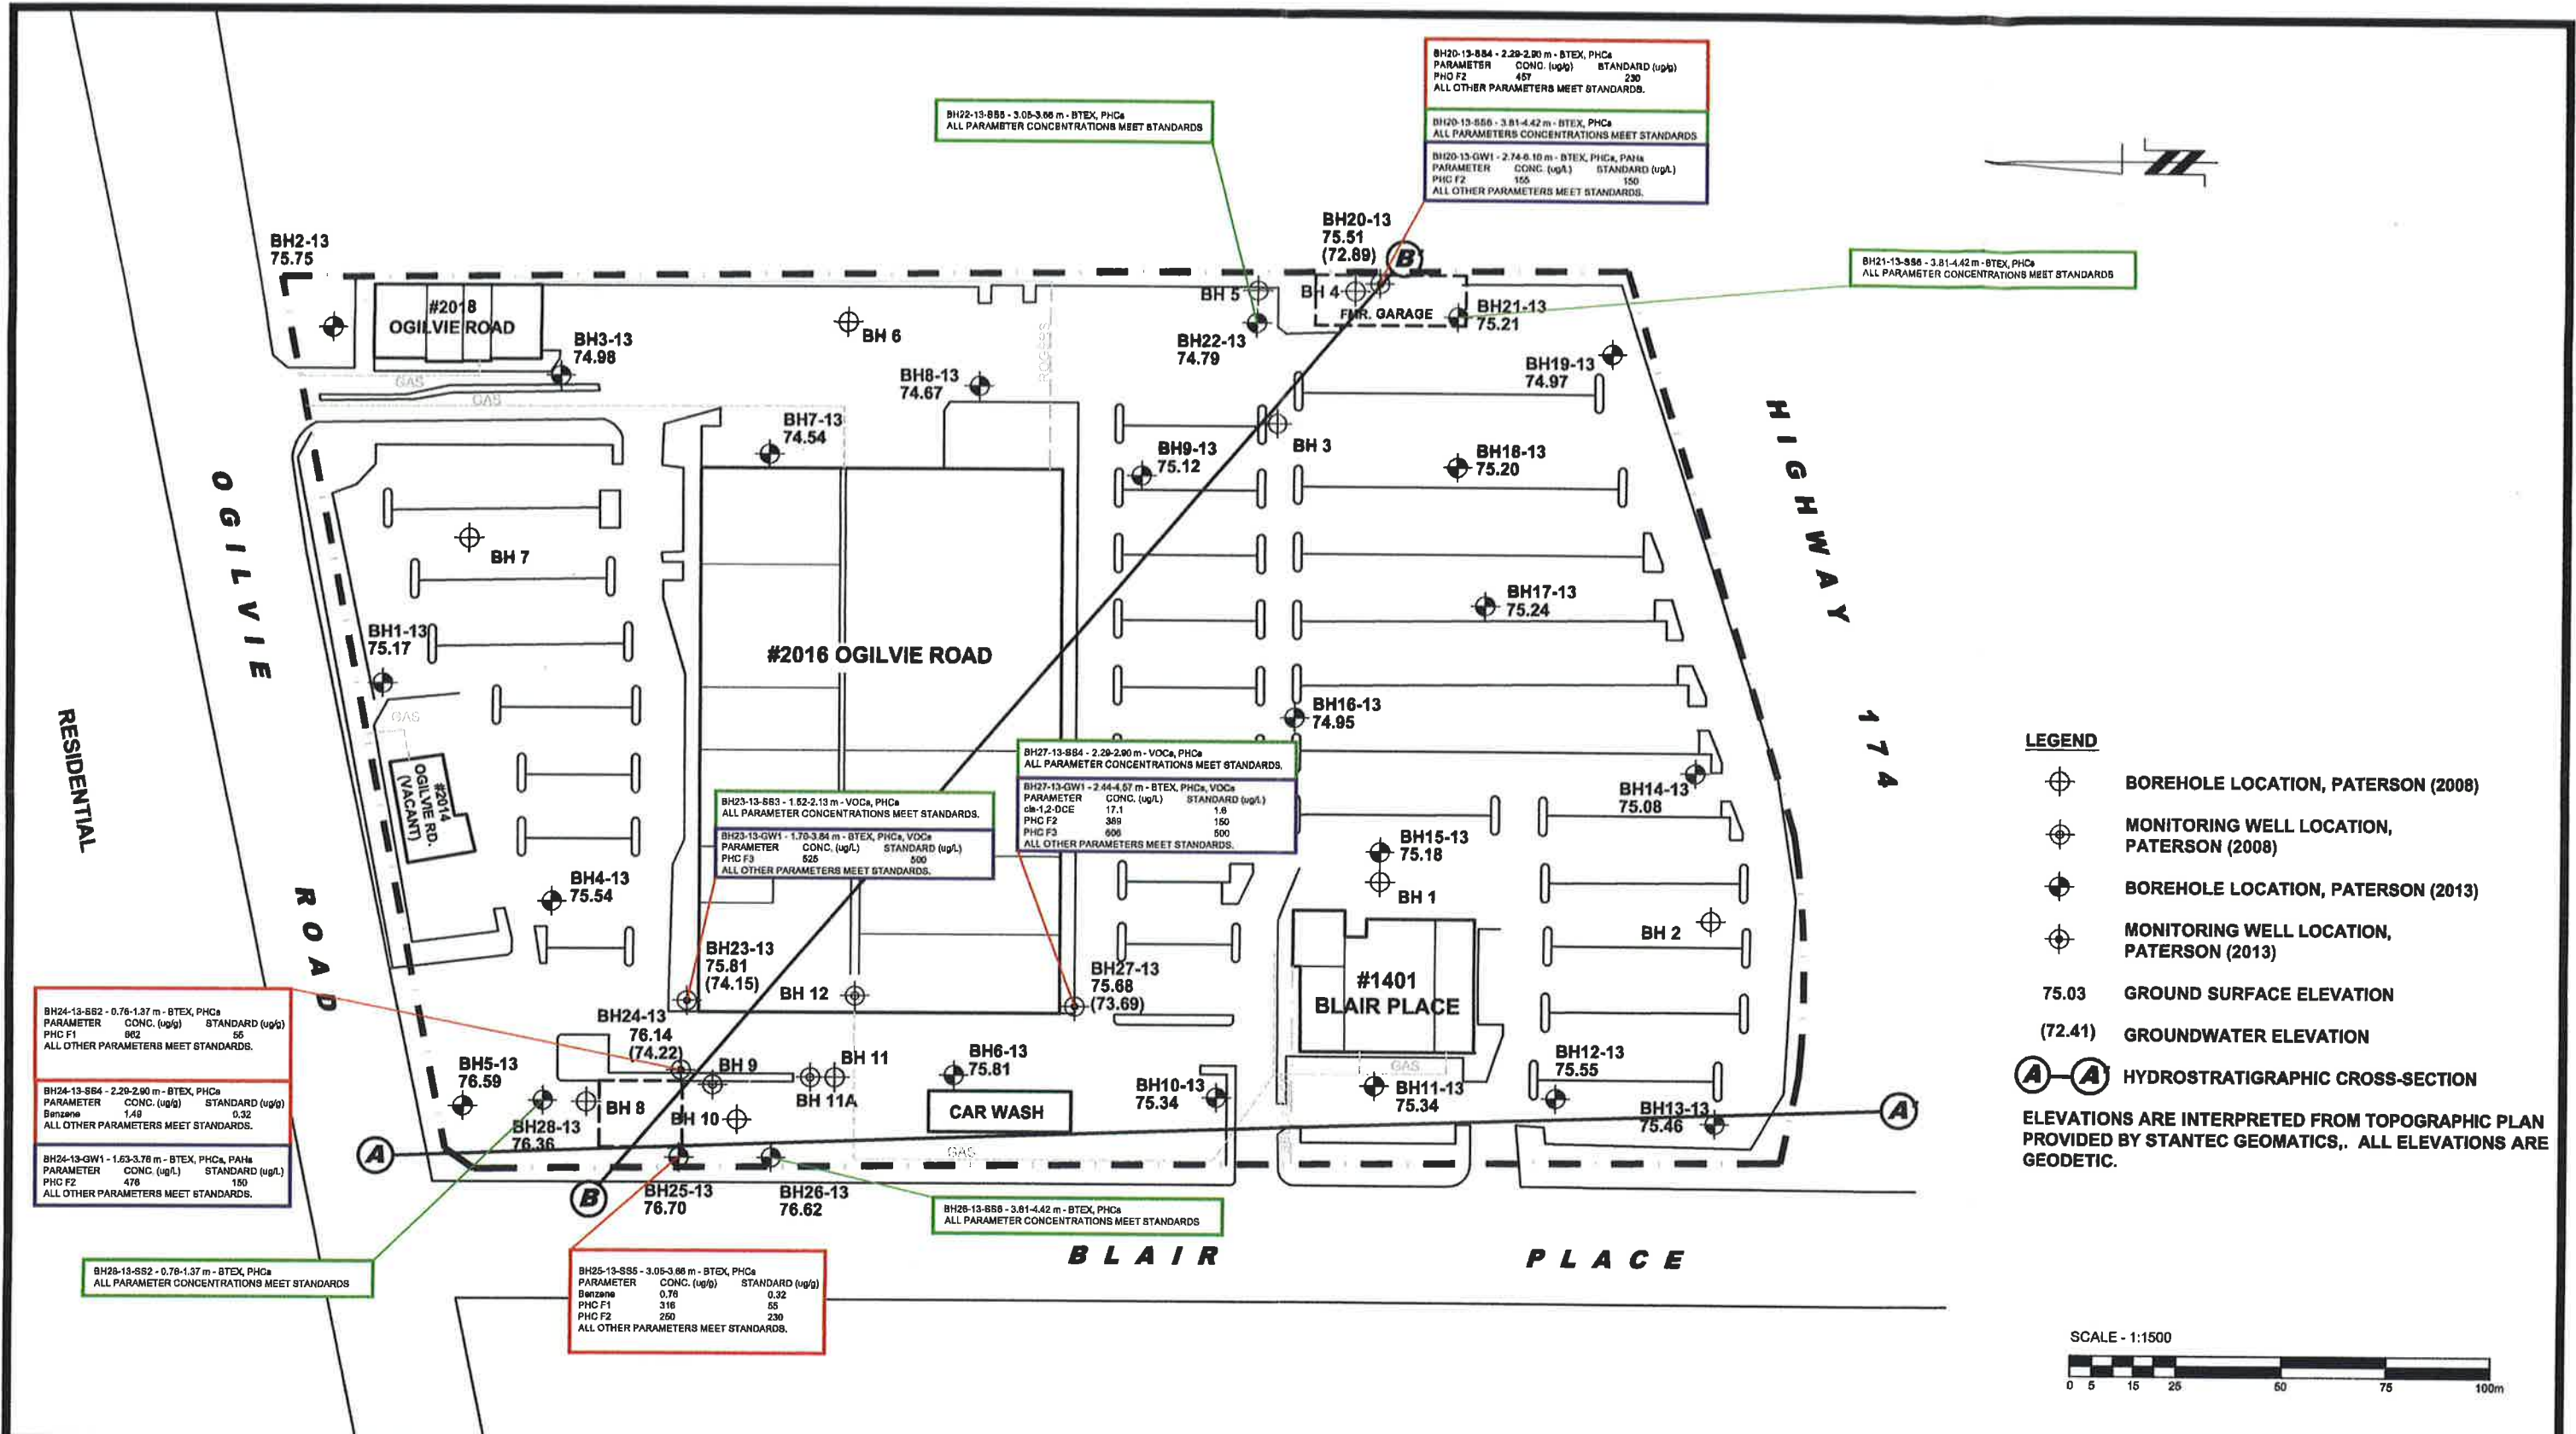 BH20-13-SS4 - 2.29-2.90 m - BTEX, PHCs
PARAMETER CONC. (ug/g) STANDARD (ug/g)
PHC F2 457 230
ALL OTHER PARAMETERS MEET STANDARDS.
BH20-13-SS6 - 3.81-4.42 m - BTEX, PHCs
ALL PARAMETERS CONCENTRATIONS MEET STANDARDS
BH20-13-GW1 - 2.74-6.10 m - BTEX, PHCs, PAHs
PARAMETER CONC. (ug/L) STANDARD (ug/L)
PHC F2 155 150
ALL OTHER PARAMETERS MEET STANDARDS.
BH22-13-SS5 - 3.05-3.66 m - BTEX, PHCs
ALL PARAMETER CONCENTRATIONS MEET STANDARDS
BH21-13-SS6 - 3.81-4.42 m - BTEX, PHCs
ALL PARAMETER CONCENTRATIONS MEET STANDARDS
BH2-13
75.75
BH20-13
75.51
(72.89)
B'
#2018
OGILVIE ROAD
BH3-13
74.98
GAS
GAS
BH 6
ROGERS
BH 5
BH 4
FMR. GARAGE
BH21-13
75.21
BH22-13
74.79
BH8-13
74.67
BH19-13
74.97
BH7-13
74.54
BH 3
BH9-13
75.12
BH18-13
75.20
BH 7
BH17-13
75.24
BH1-13
75.17
#2016 OGILVIE ROAD
BH16-13
74.95
GAS
#2014
OGILVIE RD.
(VACANT)
BH14-13
75.08
BH15-13
75.18
BH 1
BH4-13
75.54
BH 2
OGILVIE
ROAD
RESIDENTIAL
HIGHWAY 174
BH27-13-SS4 - 2.29-2.90 m - VOCs, PHCs
ALL PARAMETER CONCENTRATIONS MEET STANDARDS.
BH27-13-GW1 - 2.44-4.57 m - BTEX, PHCs, VOCs
PARAMETER CONC. (ug/L) STANDARD (ug/L)
cis-1,2-DCE 17.1 1.6
PHC F2 389 150
PHC F3 606 500
ALL OTHER PARAMETERS MEET STANDARDS.
BH23-13-SS3 - 1.52-2.13 m - VOCs, PHCs
ALL PARAMETER CONCENTRATIONS MEET STANDARDS.
BH23-13-GW1 - 1.70-3.84 m - BTEX, PHCs, VOCs
PARAMETER CONC. (ug/L) STANDARD (ug/L)
PHC F3 525 500
ALL OTHER PARAMETERS MEET STANDARDS.
BH23-13
75.81
(74.15)
BH 12
BH27-13
75.68
(73.69)
#1401
BLAIR PLACE
BH24-13
76.14
(74.22)
BH 9
BH 11
BH 11A
BH6-13
75.81
CAR WASH
BH10-13
75.34
GAS
BH11-13
75.34
BH12-13
75.55
BH13-13
75.46
A'
BH5-13
76.59
BH28-13
76.36
BH 8
BH 10
A
B
GAS
BH25-13
76.70
BH26-13
76.62
BH24-13-SS2 - 0.76-1.37 m - BTEX, PHCs
PARAMETER CONC. (ug/g) STANDARD (ug/g)
PHC F1 55
ALL OTHER PARAMETERS MEET STANDARDS.
BH24-13-SS4 - 2.29-2.90 m - BTEX, PHCs
PARAMETER CONC. (ug/g) STANDARD (ug/g)
Benzene 1.49 0.32
ALL OTHER PARAMETERS MEET STANDARDS.
BH24-13-GW1 - 1.63-3.78 m - BTEX, PHCs, PAHs
PARAMETER CONC. (ug/L) STANDARD (ug/L)
PHC F2 476 150
ALL OTHER PARAMETERS MEET STANDARDS.
BH28-13-SS2 - 0.76-1.37 m - BTEX, PHCs
ALL PARAMETER CONCENTRATIONS MEET STANDARDS
BH25-13-SS5 - 3.05-3.66 m - BTEX, PHCs
PARAMETER CONC. (ug/g) STANDARD (ug/g)
Benzene 0.76 0.32
PHC F1 316 55
PHC F2 250 230
ALL OTHER PARAMETERS MEET STANDARDS.
BH26-13-SS6 - 3.81-4.42 m - BTEX, PHCs
ALL PARAMETER CONCENTRATIONS MEET STANDARDS
BLAIR PLACE
LEGEND
BOREHOLE LOCATION, PATERSON (2008)
MONITORING WELL LOCATION,
PATERSON (2008)
BOREHOLE LOCATION, PATERSON (2013)
MONITORING WELL LOCATION,
PATERSON (2013)
75.03 GROUND SURFACE ELEVATION
(72.41) GROUNDWATER ELEVATION
A A' HYDROSTRATIGRAPHIC CROSS-SECTION
ELEVATIONS ARE INTERPRETED FROM TOPOGRAPHIC PLAN
PROVIDED BY STANTEC GEOMATICS,. ALL ELEVATIONS ARE
GEODETIC.
SCALE - 1:1500
0 5 15 25 50 75 100m